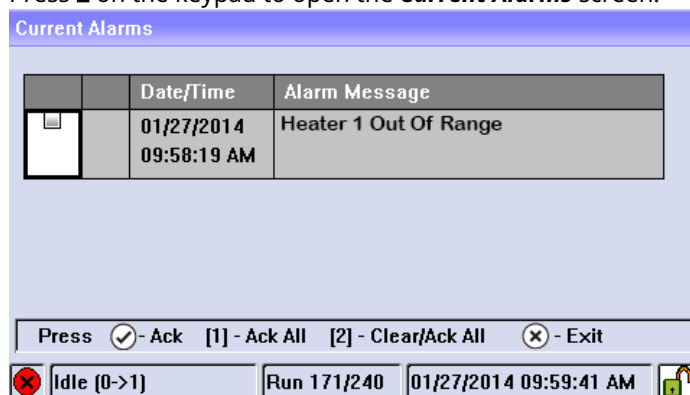 Press 2 on the keypad to open the Current Alarms screen.
Current Alarms
Date/Time Alarm Message
01/27/2014 Heater 1 Out Of Range
09:58:19 AM
Press - Ack [1] - Ack All [2] - Clear/Ack All - Exit
Idle (0->1) Run 171/240 01/27/2014 09:59:41 AM